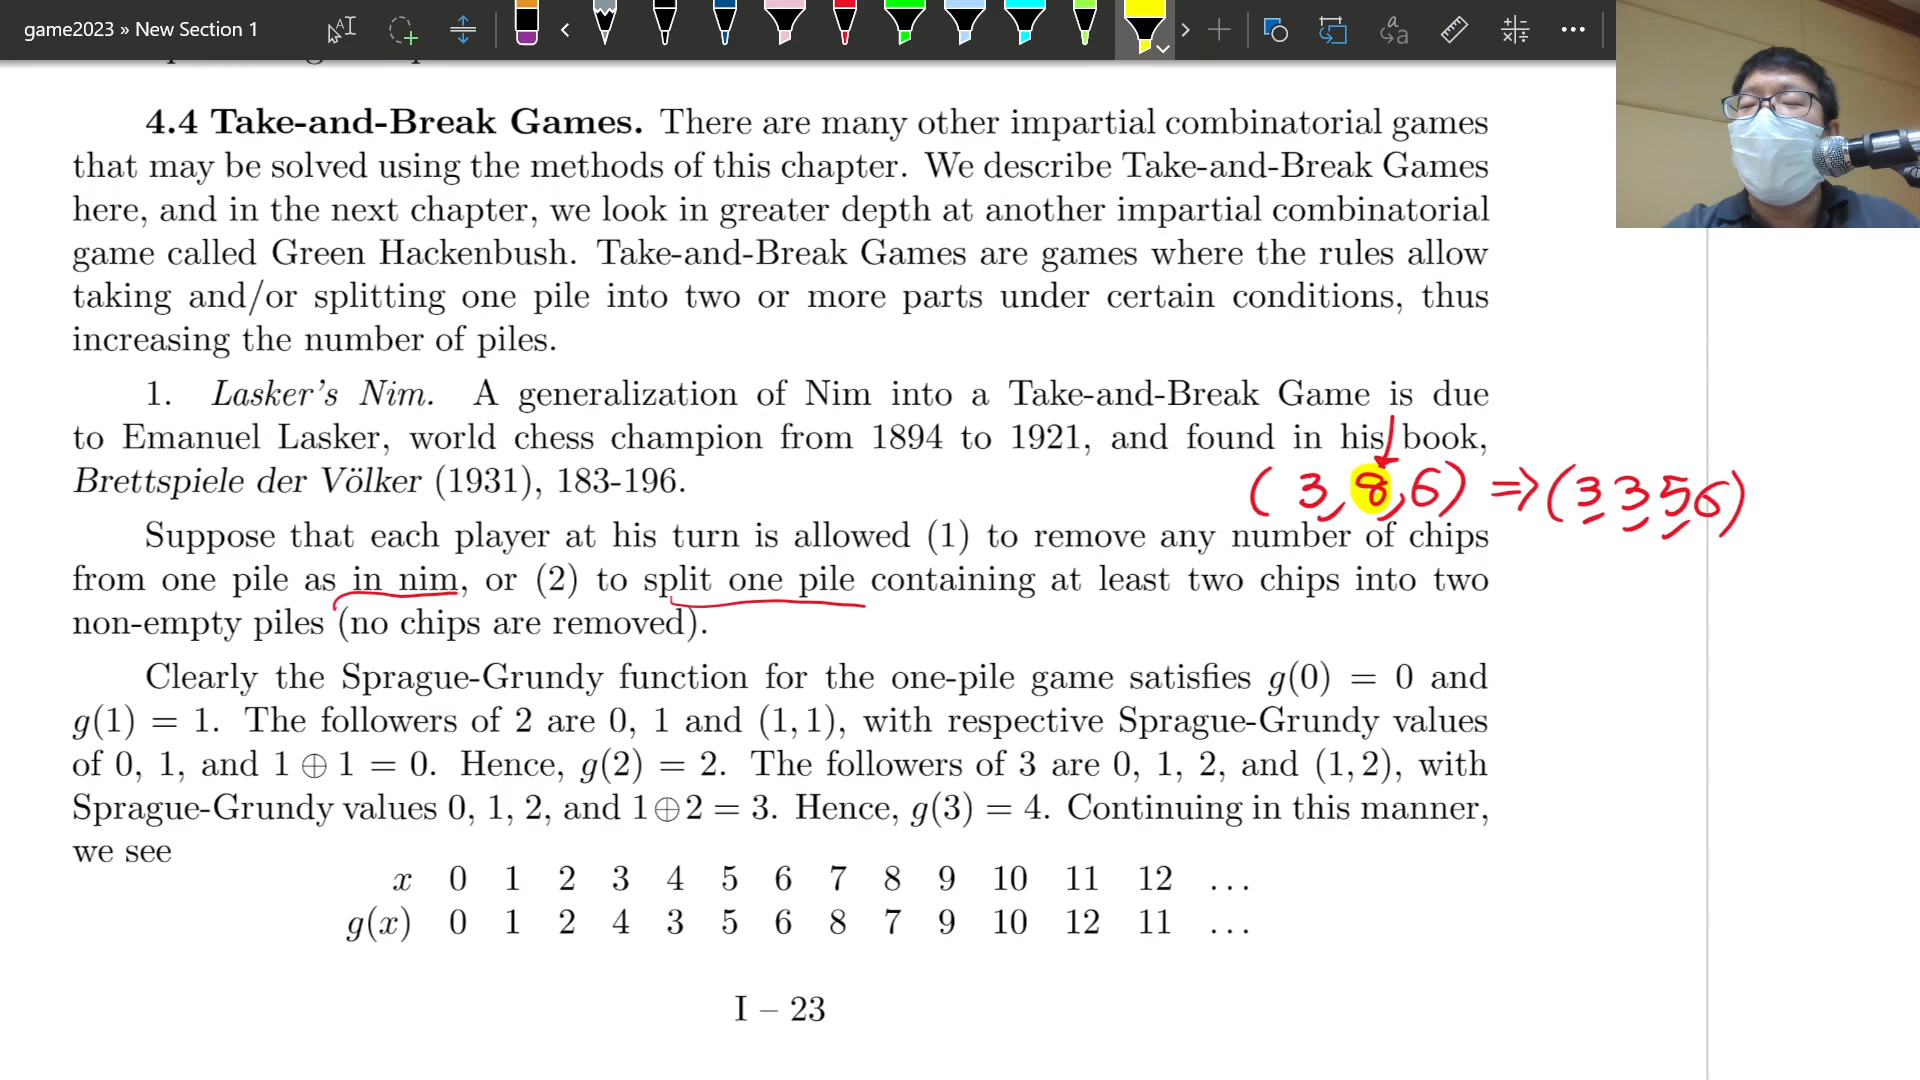 game2023 » New Section 1
4.4 Take-and-Break Games. There are many other impartial combinatorial games
that may be solved using the methods of this chapter. We describe Take-and-Break Games
here, and in the next chapter, we look in greater depth at another impartial combinatorial
game called Green Hackenbush. Take-and-Break Games are games where the rules allow
taking and/or splitting one pile into two or more parts under certain conditions, thus
increasing the number of piles.
1. Lasker's Nim. A generalization of Nim into a Take-and-Break Game is due
to Emanuel Lasker, world chess champion from 1894 to 1921, and found in his book,
Brettspiele der Völker (1931), 183-196.
( 3, 8, 6) ⇒ (3 3 5 6)
Suppose that each player at his turn is allowed (1) to remove any number of chips
from one pile as in nim, or (2) to split one pile containing at least two chips into two
non-empty piles (no chips are removed).
Clearly the Sprague-Grundy function for the one-pile game satisfies g(0) = 0 and
g(1) = 1. The followers of 2 are 0, 1 and (1, 1), with respective Sprague-Grundy values
of 0, 1, and 1 ⊕ 1 = 0. Hence, g(2) = 2. The followers of 3 are 0, 1, 2, and (1, 2), with
Sprague-Grundy values 0, 1, 2, and 1 ⊕ 2 = 3. Hence, g(3) = 4. Continuing in this manner,
we see
x 0 1 2 3 4 5 6 7 8 9 10 11 12 ...
g(x) 0 1 2 4 3 5 6 8 7 9 10 12 11 ...
I – 23